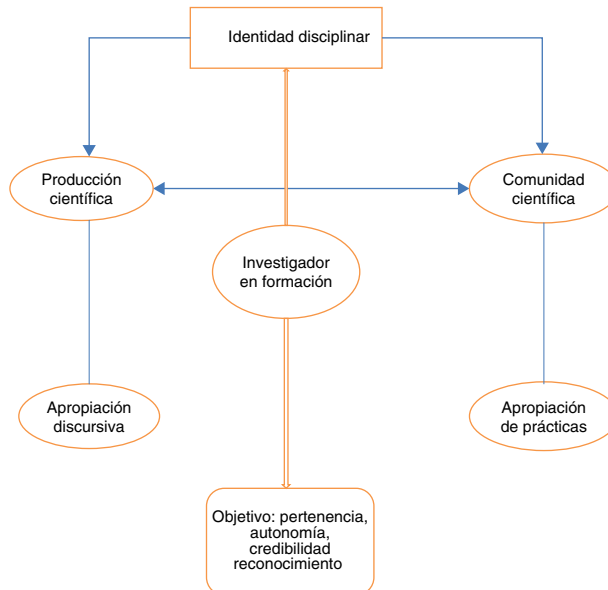 Identidad disciplinar
Producción
científica
Comunidad
científica
Investigador
en formación
Apropiación
discursiva
Apropiación
de prácticas
Objetivo: pertenencia,
autonomía,
credibilidad
reconocimiento